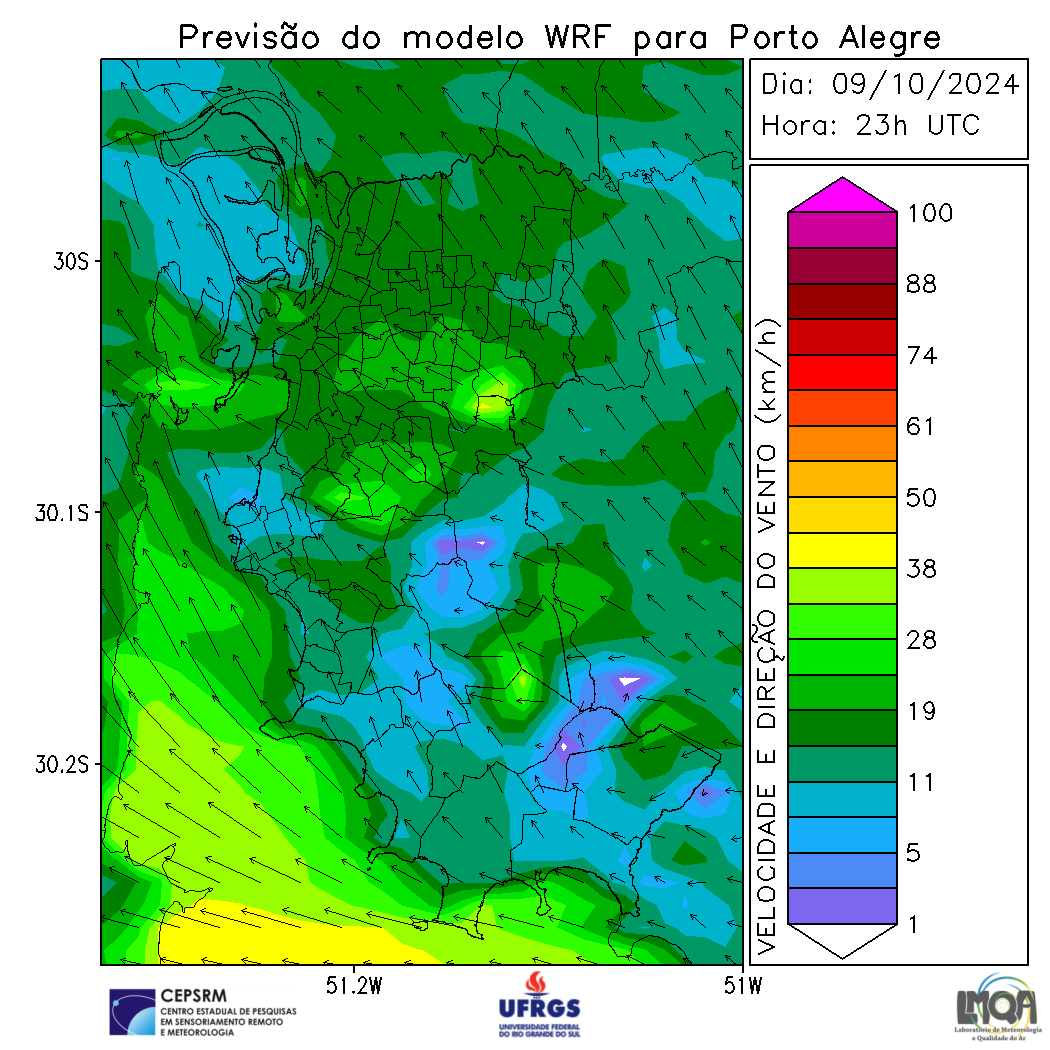 Previsão do modelo WRF para Porto Alegre
Dia: 09/10/2024
Hora: 23h UTC
30S
30.1S
30.2S
51.2W
51W
VELOCIDADE E DIREÇÃO DO VENTO (km/h)
100
88
74
61
50
38
28
19
11
5
1
CEPSRM
CENTRO ESTADUAL DE PESQUISAS
EM SENSORIAMENTO REMOTO
E METEOROLOGIA
UFRGS
UNIVERSIDADE FEDERAL
DO RIO GRANDE DO SUL
LMQA
Laboratório de Meteorologia
e Qualidade do Ar